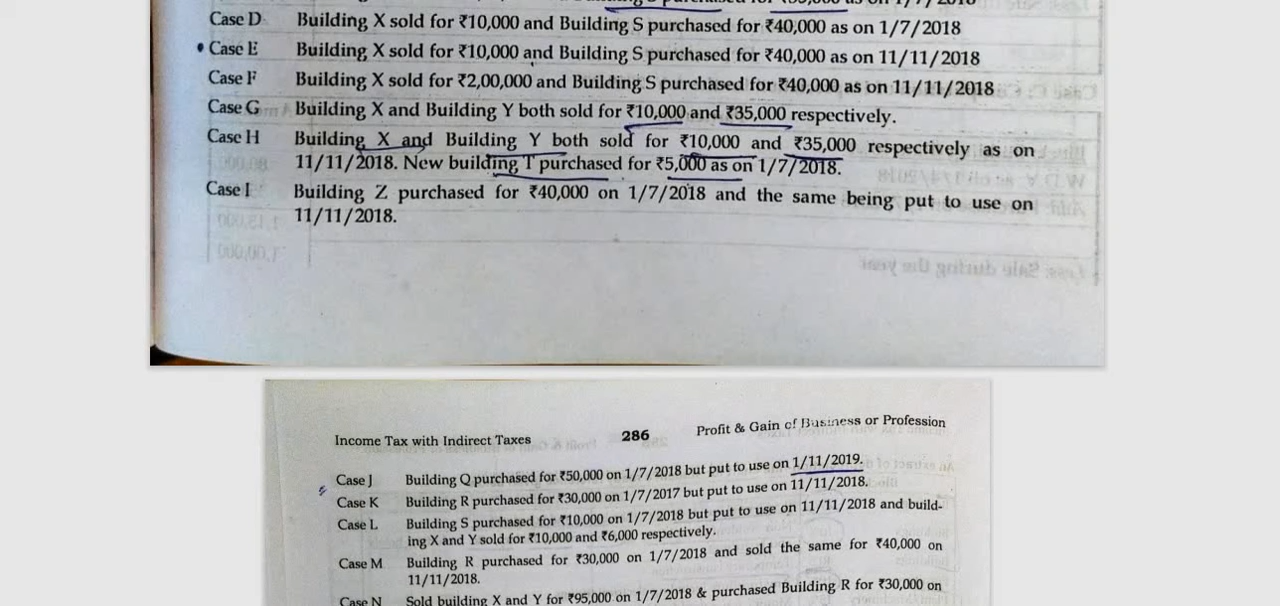 Case D Building X sold for ₹10,000 and Building S purchased for ₹40,000 as on 1/7/2018
• Case E Building X sold for ₹10,000 and Building S purchased for ₹40,000 as on 11/11/2018
Case F Building X sold for ₹2,00,000 and Building S purchased for ₹40,000 as on 11/11/2018
Case G Building X and Building Y both sold for ₹10,000 and ₹35,000 respectively.
Case H Building X and Building Y both sold for ₹10,000 and ₹35,000 respectively as on
11/11/2018. New building T purchased for ₹5,000 as on 1/7/2018.
Case I Building Z purchased for ₹40,000 on 1/7/2018 and the same being put to use on
11/11/2018.
Income Tax with Indirect Taxes 286 Profit & Gain of Business or Profession
Case J Building Q purchased for ₹50,000 on 1/7/2018 but put to use on 1/11/2019.
Case K Building R purchased for ₹30,000 on 1/7/2017 but put to use on 11/11/2018.
Case L Building S purchased for ₹10,000 on 1/7/2018 but put to use on 11/11/2018 and build-
ing X and Y sold for ₹10,000 and ₹6,000 respectively.
Case M Building R purchased for ₹30,000 on 1/7/2018 and sold the same for ₹40,000 on
11/11/2018.
Case N Sold building X and Y for ₹95,000 on 1/7/2018 & purchased Building R for ₹30,000 on